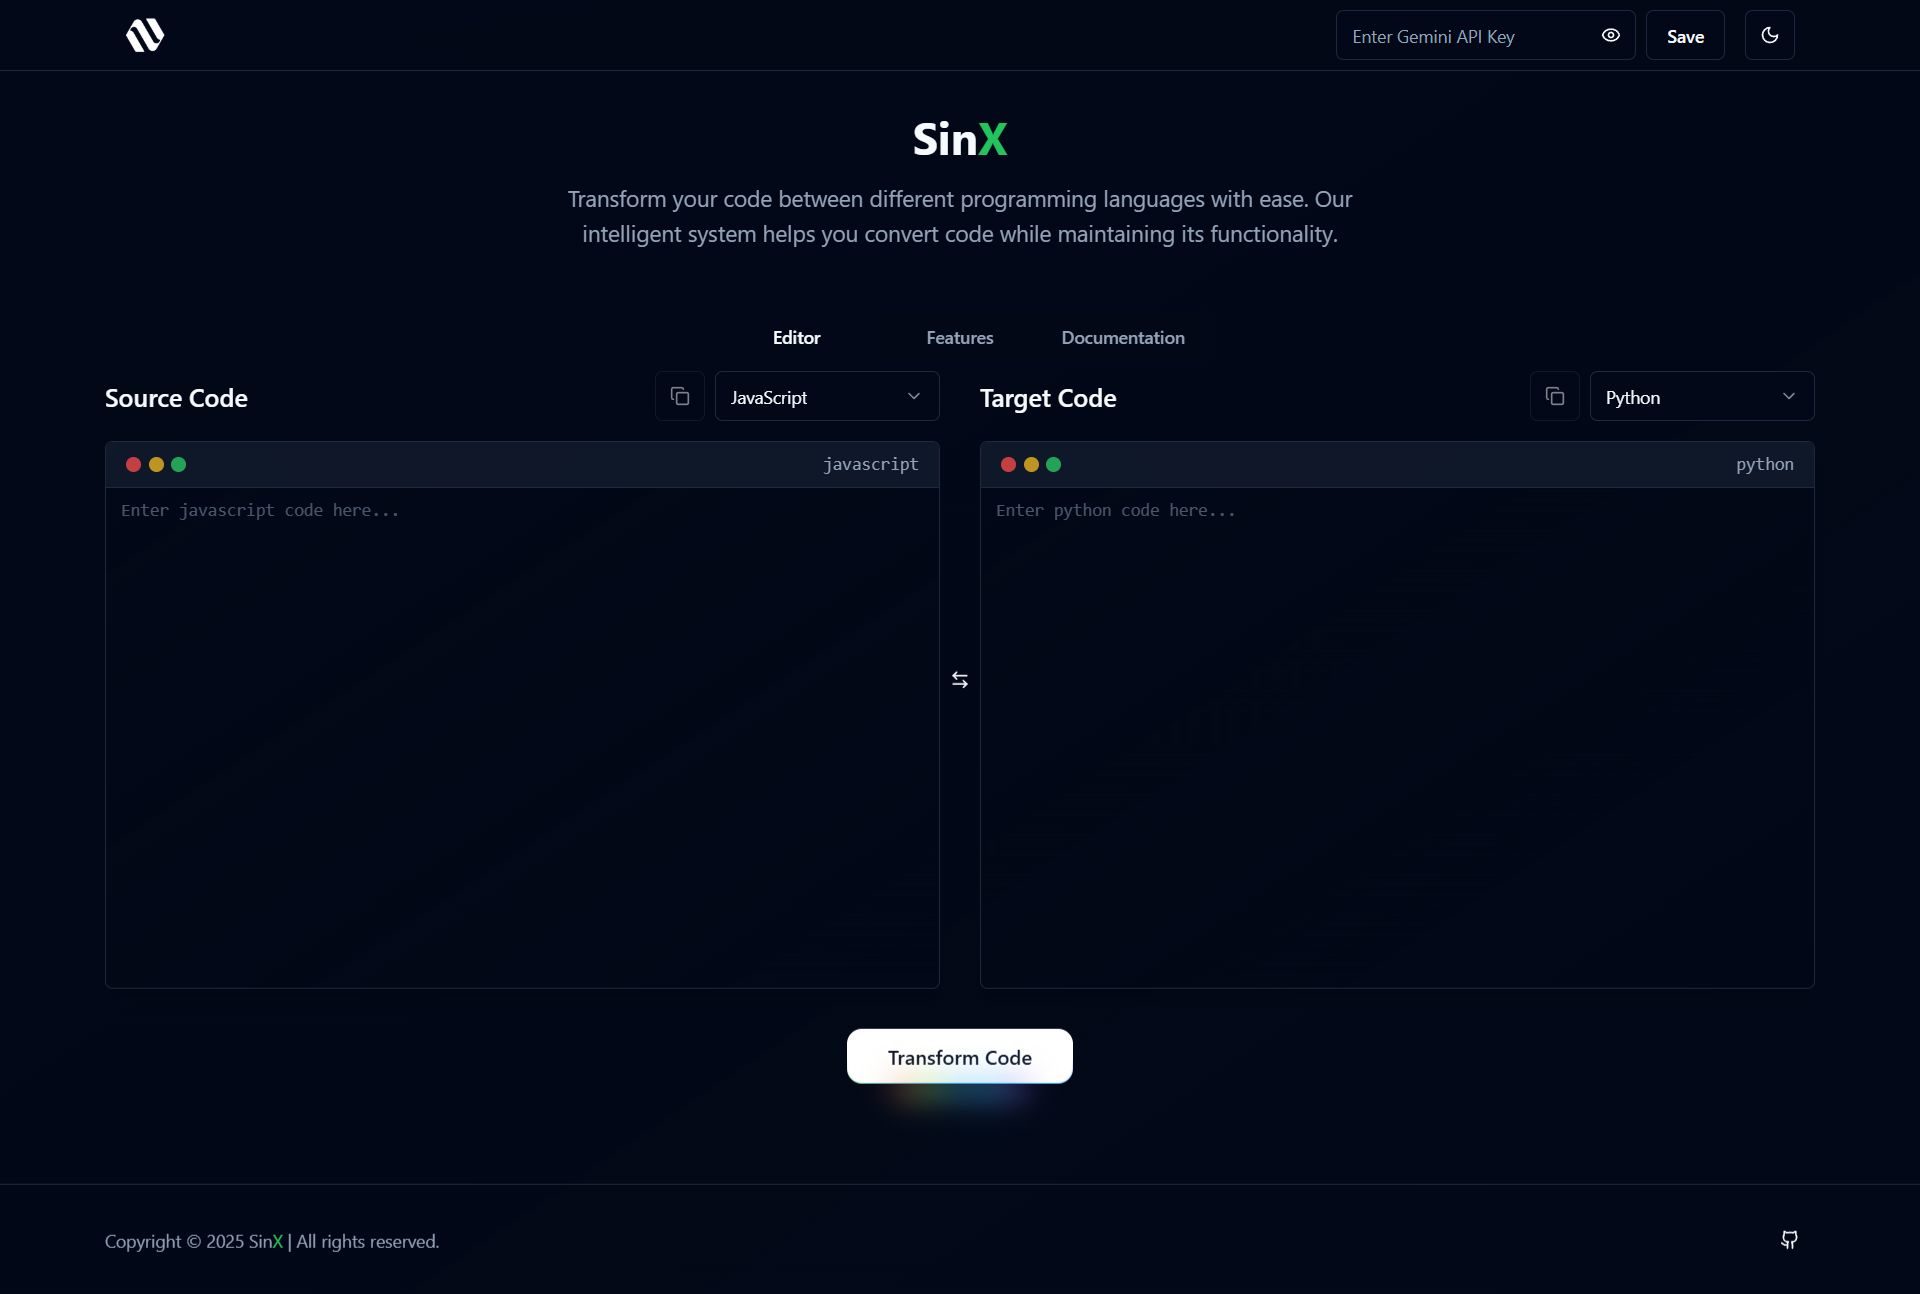 Enter Gemini API Key
Save
SinX
Transform your code between different programming languages with ease. Our
intelligent system helps you convert code while maintaining its functionality.
Editor
Features
Documentation
Source Code
JavaScript
Target Code
Python
javascript
Enter javascript code here...
python
Enter python code here...
Transform Code
Copyright © 2025 SinX | All rights reserved.